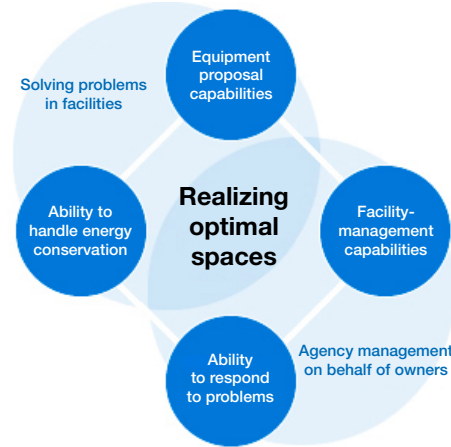 Equipment
proposal
capabilities
Solving problems
in facilities
Realizing
optimal
spaces
Ability to
handle energy
conservation
Facility-
management
capabilities
Ability
to respond
to problems
Agency management
on behalf of owners